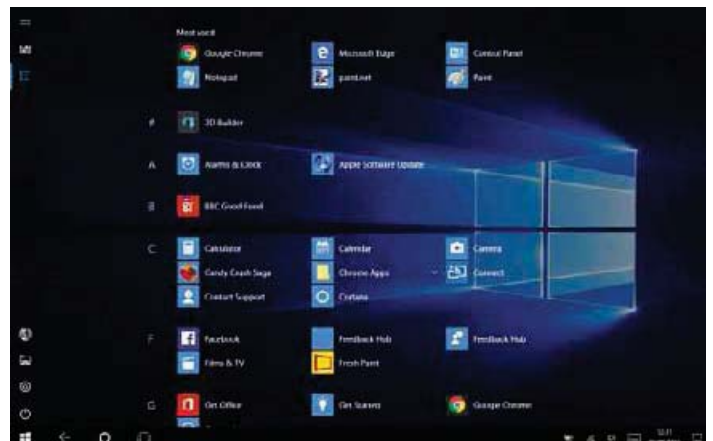 Most used
Google Chrome Microsoft Edge Control Panel
Notepad paint.net Paint
#
3D Builder
A
Alarms & Clock Apple Software Update
B
BBC Good Food
C
Calculator Calendar Camera
Candy Crush Saga Chrome Apps Connect
Contact Support Cortana
F
Facebook Feedback Hub Feedback Hub
Films & TV Fresh Paint
G
Get Office Get Started Google Chrome